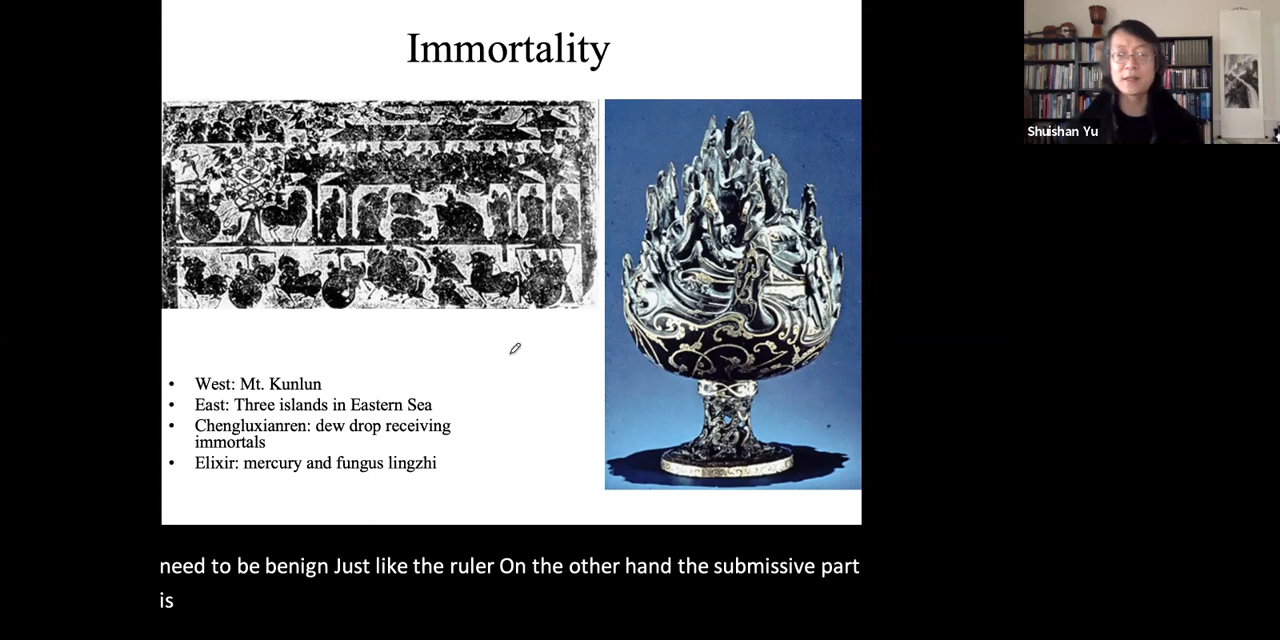 Immortality
Shuishan Yu
• West: Mt. Kunlun
• East: Three islands in Eastern Sea
• Chengluxianren: dew drop receiving
immortals
• Elixir: mercury and fungus lingzhi
need to be benign Just like the ruler On the other hand the submissive part
is